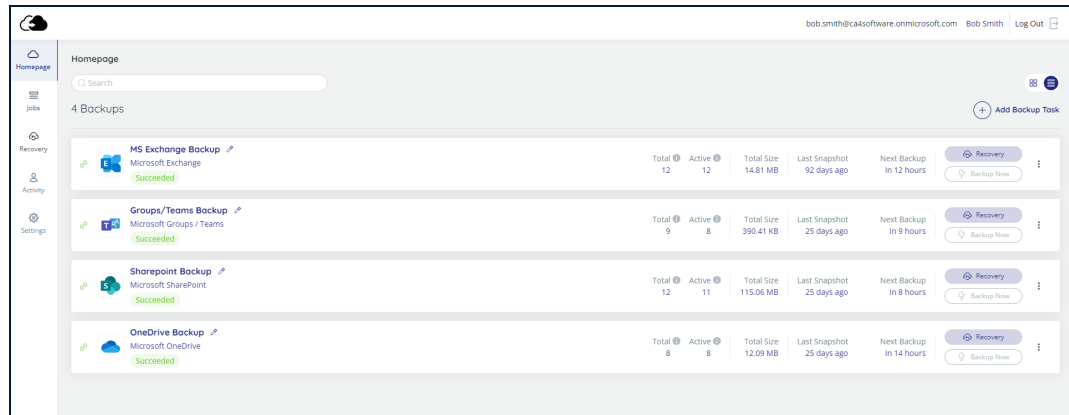 bob.smith@ca4software.onmicrosoft.com Bob Smith Log Out
Homepage
Jobs
Recovery
Activity
Settings
Homepage
Search
4 Backups
Add Backup Task
MS Exchange Backup
Microsoft Exchange
Succeeded
Total Active Total Size Last Snapshot Next Backup
12 12 14.81 MB 92 days ago In 12 hours
Recovery
Backup Now
Groups/Teams Backup
Microsoft Groups / Teams
Succeeded
Total Active Total Size Last Snapshot Next Backup
9 8 390.41 KB 25 days ago In 9 hours
Recovery
Backup Now
Sharepoint Backup
Microsoft SharePoint
Succeeded
Total Active Total Size Last Snapshot Next Backup
12 11 115.06 MB 25 days ago In 8 hours
Recovery
Backup Now
OneDrive Backup
Microsoft OneDrive
Succeeded
Total Active Total Size Last Snapshot Next Backup
8 8 12.09 MB 25 days ago In 14 hours
Recovery
Backup Now